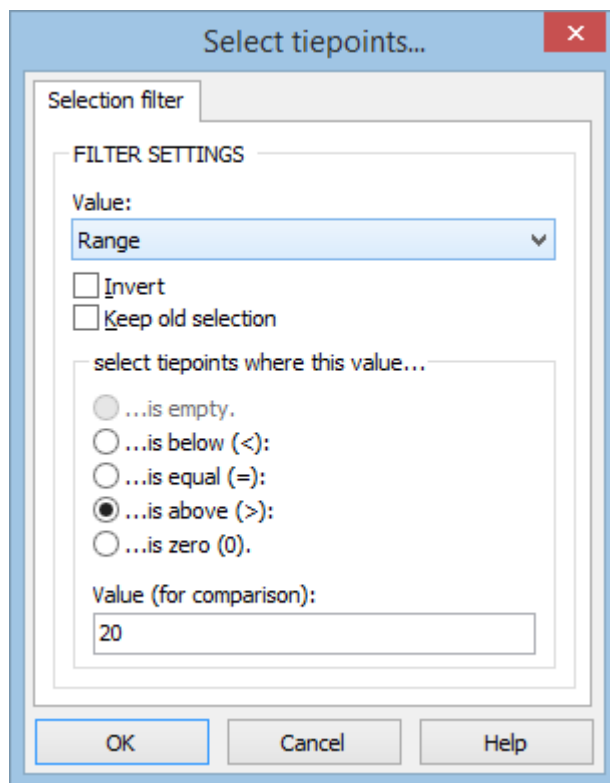 Select tiepoints...
Selection filter
FILTER SETTINGS
Value:
Range
Invert
Keep old selection
select tiepoints where this value...
...is empty.
...is below (<):
...is equal (=):
...is above (>):
...is zero (0).
Value (for comparison):
20
OK Cancel Help